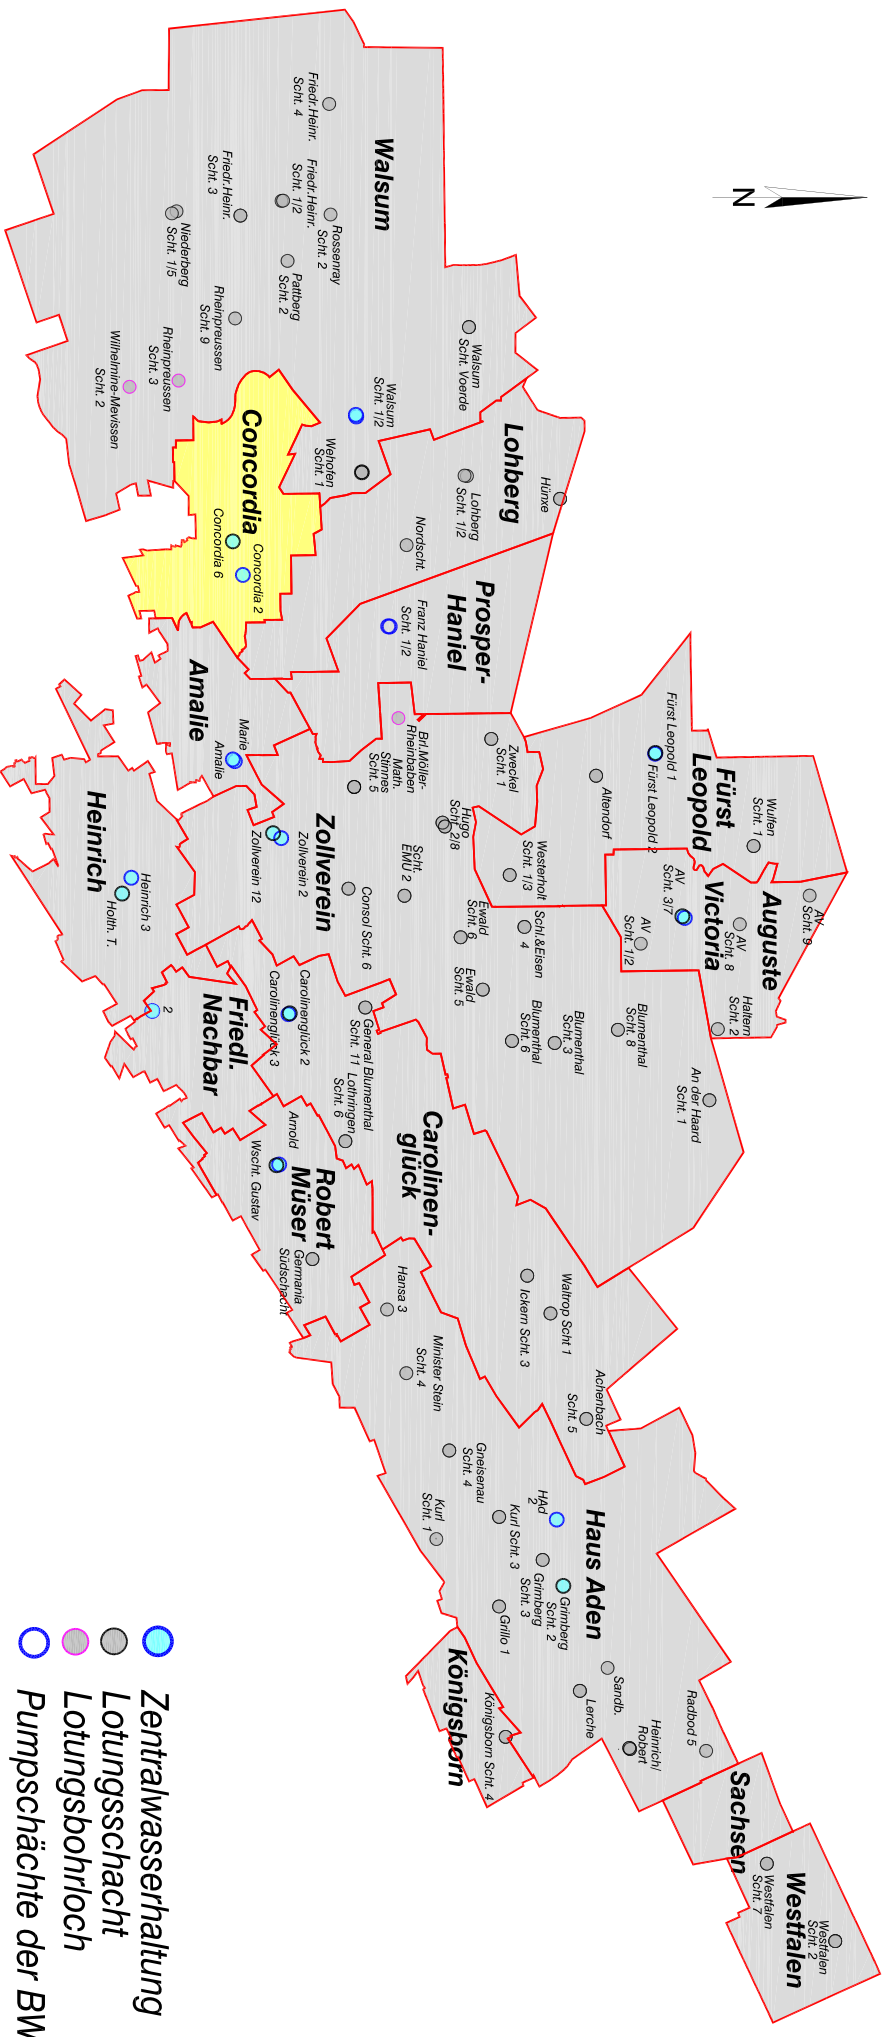 N
Walsum
Friedr.Heinr.
Scht. 4
Friedr.Heinr.
Scht. 1/2
Rossenray
Scht. 2
Friedr.Heinr.
Scht. 3
Pattberg
Scht. 2
Niederberg
Scht. 1/5
Rheinpreussen
Scht. 9
Rheinpreussen
Scht. 3
Wilhelmine-Mevissen
Scht. 2
Walsum
Scht. Voerde
Walsum
Scht. 1/2
Wehofen
Scht. 1
Concordia
Concordia 2
Concordia 6
Lohberg
Hünxe
Lohberg
Scht. 1/2
Nordscht.
Prosper-
Haniel
Franz Haniel
Scht. 1/2
Amalie
Marie
Amalie
Brl.Möller-
Rheinbaben
Math.
Stinnes
Scht. 5
Zweckel
Scht. 1
Hugo
Scht. 2/8
Scht.
EMU 2
Westerholt
Scht. 1/3
Zollverein
Zollverein 2
Zollverein 12
Consol Scht. 6
Ewald
Scht. 6
Ewald
Scht. 5
Schl.&Eisen
4
Blumenthal
Scht. 6
Blumenthal
Scht. 3
Blumenthal
Scht. 8
An der Haard
Scht. 1
Fürst
Leopold
Fürst Leopold 1
Fürst Leopold 2
Wulfen
Scht. 1
Altendorf
Auguste
Victoria
AV
Scht. 9
AV
Scht. 8
AV
Scht. 3/7
AV
Scht. 1/2
Haltern
Scht. 2
Heinrich
Heinrich 3
Holth. T.
Friedl.
Nachbar
2
Carolinenglück 2
Carolinenglück 3
General Blumenthal
Scht. 11
Lothringen
Scht. 6
Carolinen-
glück
Robert
Müser
Arnold
Wscht. Gustav
Germania
Südschacht
Hansa 3
Minister Stein
Scht. 4
Waltrop Scht 1
Ickern Scht. 3
Achenbach
Scht. 5
Gneisenau
Scht. 4
Kurl
Scht. 1
Kurl Scht. 3
Haus Aden
HAd
2
Grimberg
Scht. 2
Grimberg
Scht. 3
Grillo 1
Sandb.
Lerche
Heinrich/
Robert
Radbod 5
Königsborn
Königsborn Scht. 4
Sachsen
Westfalen
Westfalen
Scht. 2
Westfalen
Scht. 7
Zentralwasserhaltung
Lotungsschacht
Lotungsbohrloch
Pumpschächte der BW